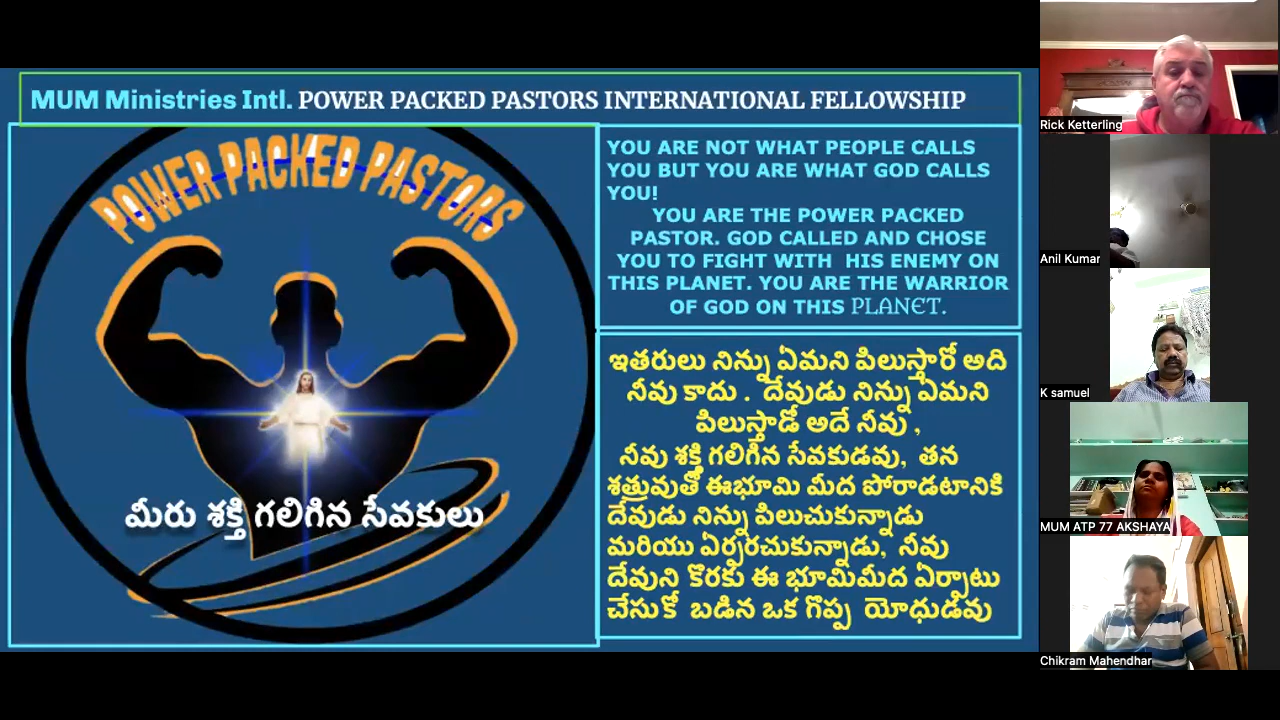 MUM Ministries Intl. POWER PACKED PASTORS INTERNATIONAL FELLOWSHIP
POWER PACKED PASTORS
మీరు శక్తి గలిగిన సేవకులు
YOU ARE NOT WHAT PEOPLE CALLS
YOU BUT YOU ARE WHAT GOD CALLS
YOU!
YOU ARE THE POWER PACKED
PASTOR. GOD CALLED AND CHOSE
YOU TO FIGHT WITH HIS ENEMY ON
THIS PLANET. YOU ARE THE WARRIOR
OF GOD ON THIS PLANET.
ఇతరులు నిన్ను ఏమని పిలుస్తారో అది
నీవు కాదు . దేవుడు నిన్ను ఏమని
పిలుస్తాడో అదే నీవు ,
నీవు శక్తి గలిగిన సేవకుడవు, తన
శత్రువుతో ఈభూమి మీద పోరాడటానికి
దేవుడు నిన్ను పిలుచుకున్నాడు
మరియు ఏర్పరచుకున్నాడు, నీవు
దేవుని కొరకు ఈ భూమిమీద ఏర్పాటు
చేసుకో బడిన ఒక గొప్ప యోధుడవు
Rick Ketterling
Anil Kumar
K samuel
MUM ATP 77 AKSHAYA
Chikram Mahendhar